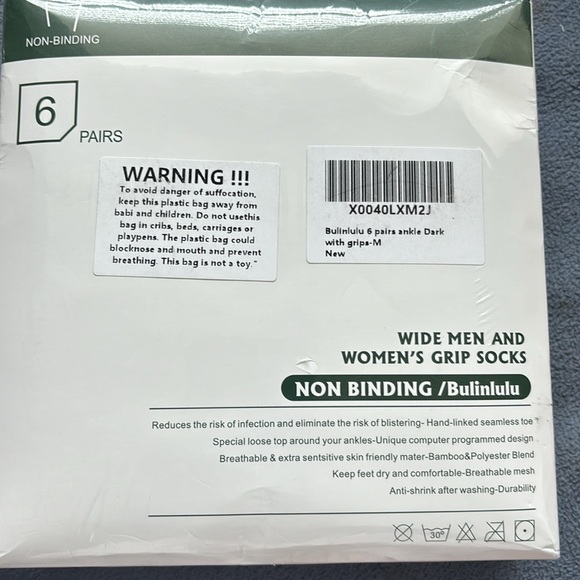 NON-BINDING
6
PAIRS
WARNING !!!
To avoid danger of suffocation,
keep this plastic bag away from
babi and children. Do not usethis
bag in cribs, beds, carriages or
playpens. The plastic bag could
blocknose and mouth and prevent
breathing. This bag is not a toy."
X0040LXM2J
Bulinlulu 6 pairs ankle Dark
with grips-M
New
WIDE MEN AND
WOMEN'S GRIP SOCKS
NON BINDING /Bulinlulu
Reduces the risk of infection and eliminate the risk of blistering- Hand-linked seamless toe
Special loose top around your ankles-Unique computer programmed design
Breathable & extra sentsitive skin friendly mater-Bamboo&Polyester Blend
Keep feet dry and comfortable-Breathable mesh
Anti-shrink after washing-Durability
30°